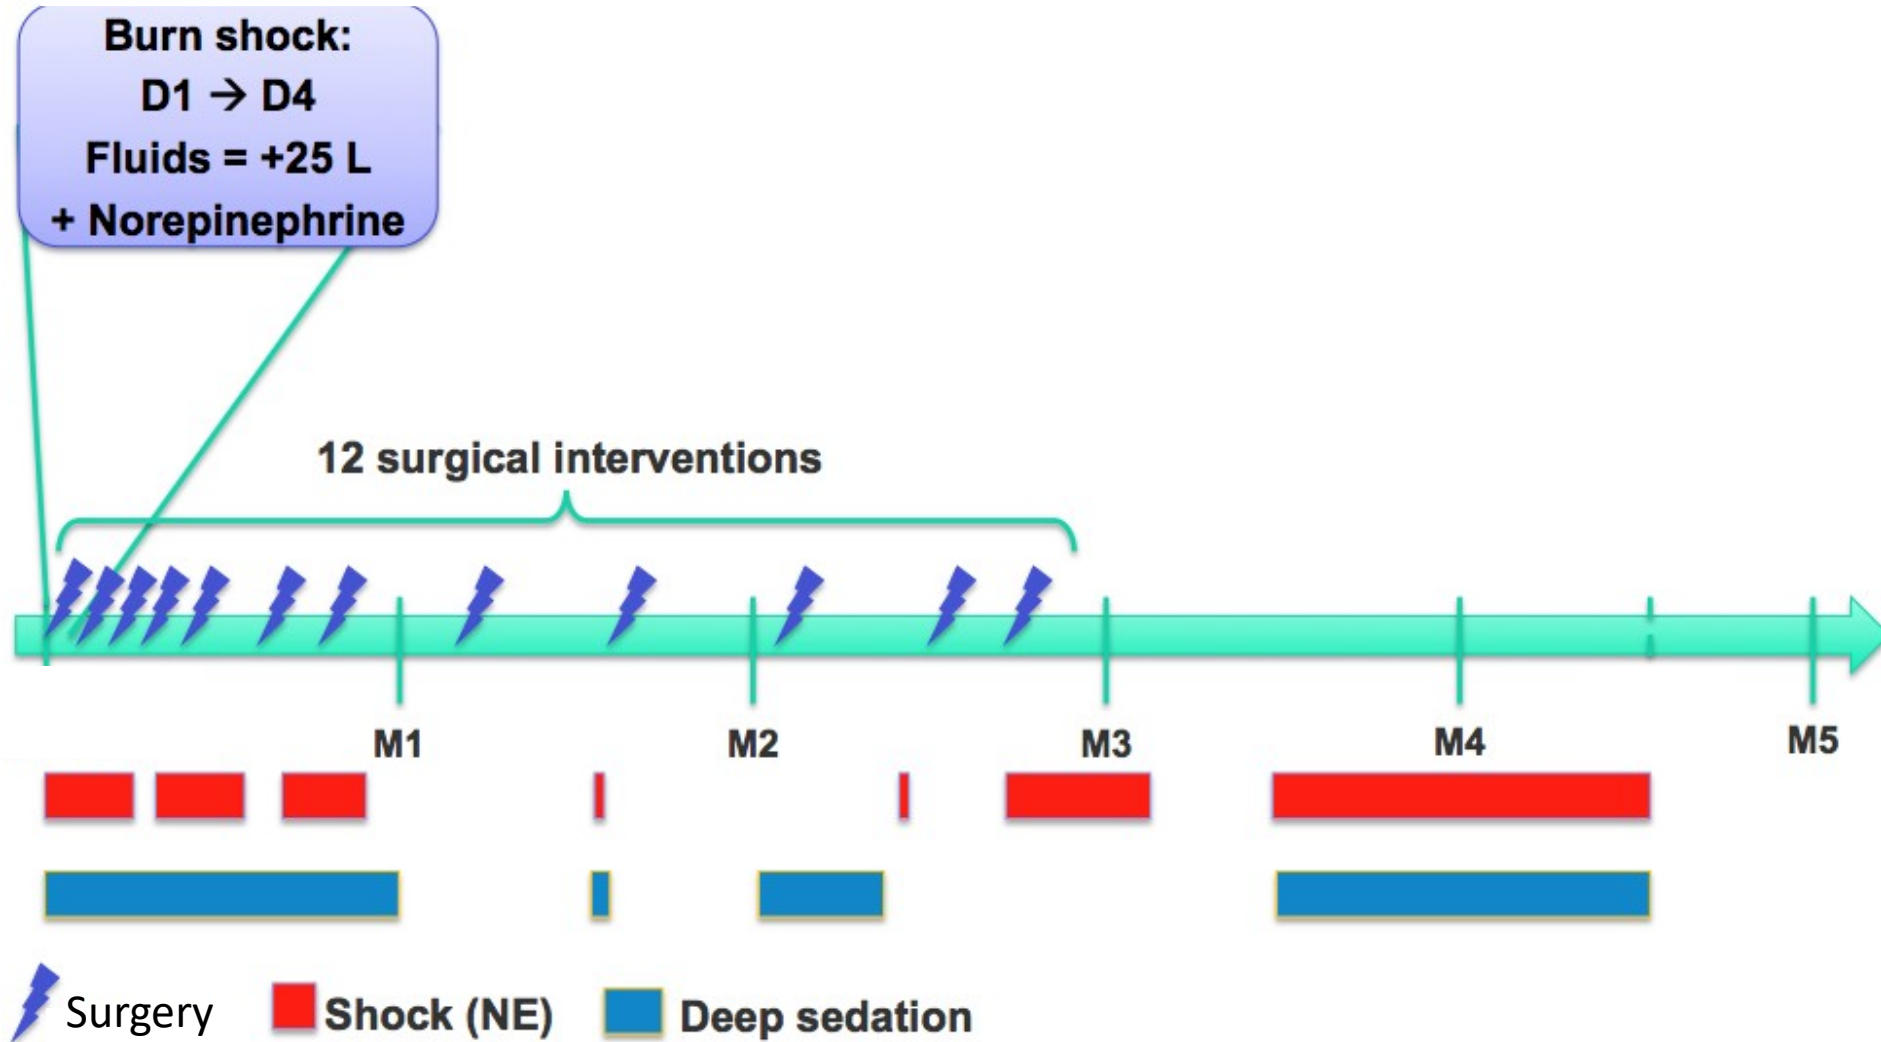 Burn shock:
D1 → D4
Fluids = +25 L
+ Norepinephrine
12 surgical interventions
M1
M2
M3
M4
M5
Surgery
Shock (NE)
Deep sedation